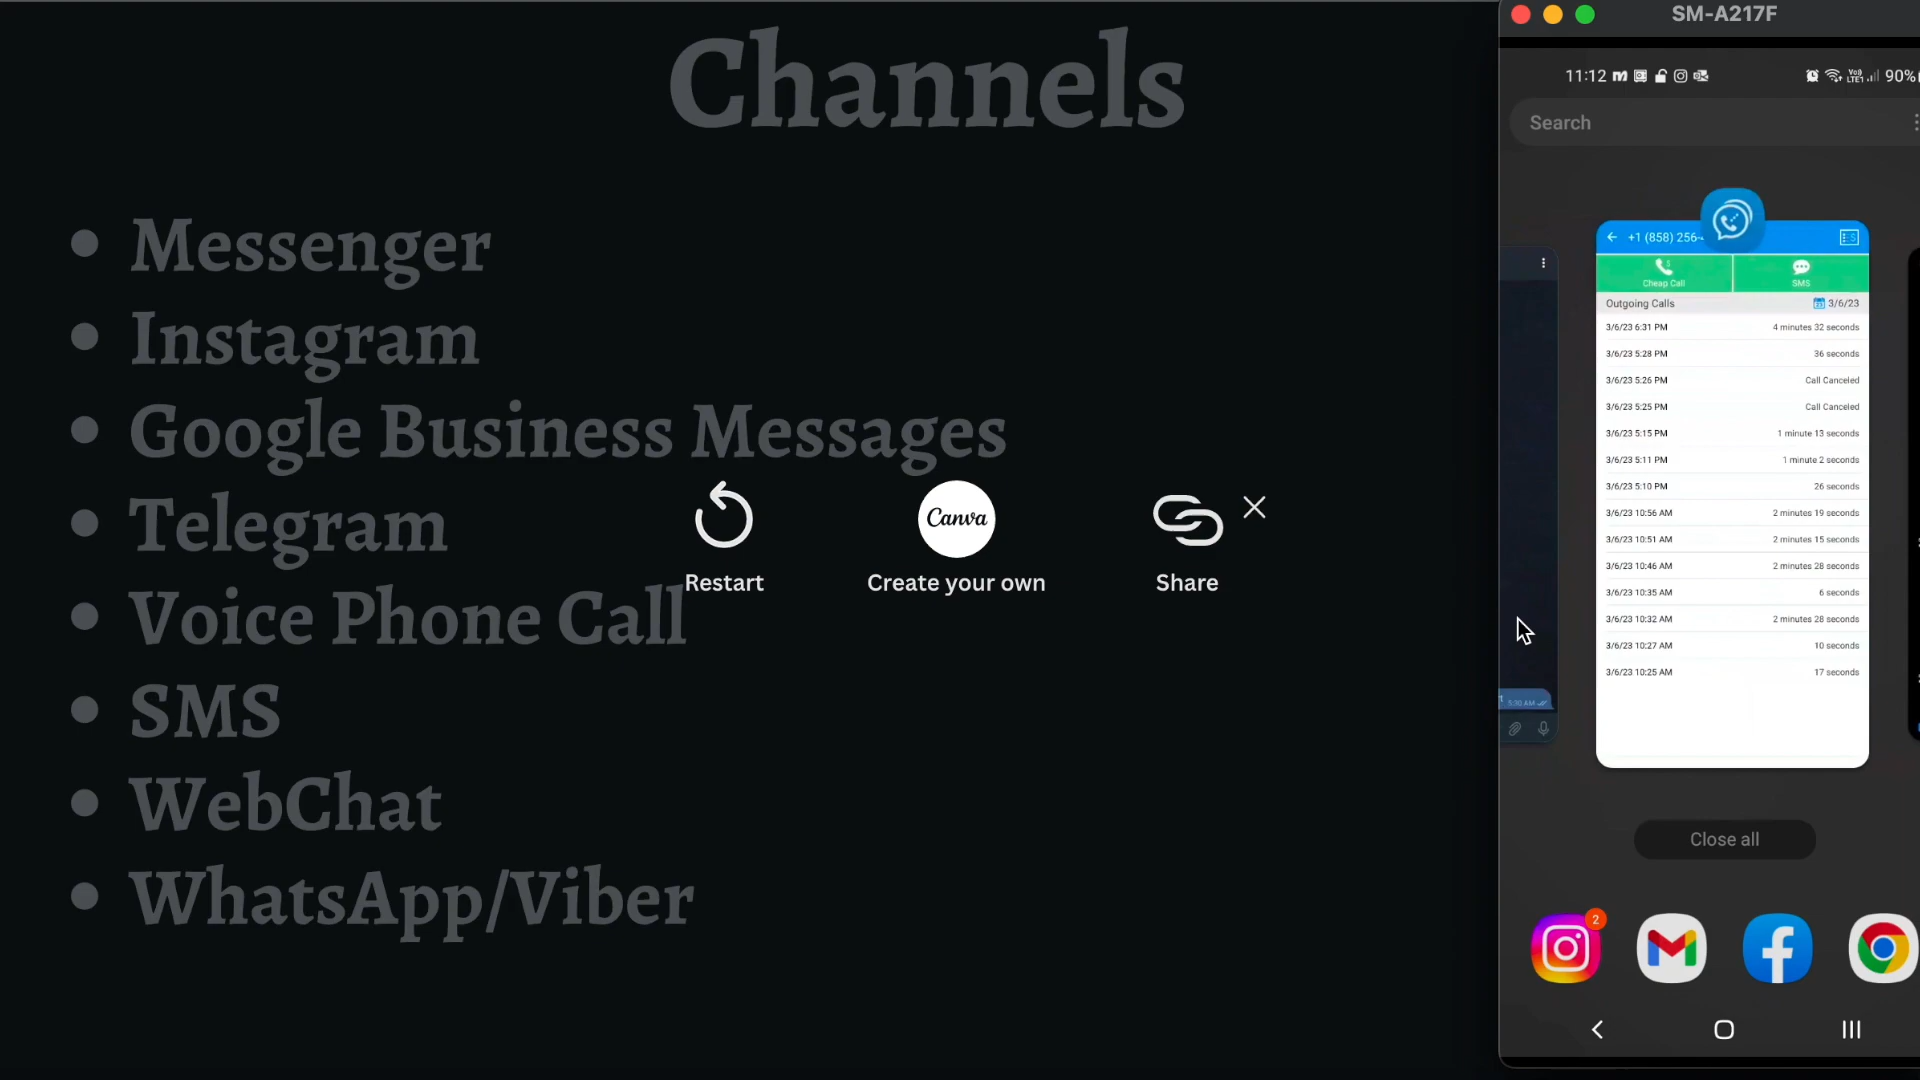 Channels
Messenger
Instagram
Google Business Messages
Telegram
Voice Phone Call
SMS
WebChat
WhatsApp/Viber
Restart
Canva
Create your own
Share
SM-A217F
11:12
90%
Search
+1 (858) 256-
Cheap Call
SMS
Outgoing Calls 3/6/23
3/6/23 6:31 PM 4 minutes 32 seconds
3/6/23 5:28 PM 36 seconds
3/6/23 5:26 PM Call Canceled
3/6/23 5:25 PM Call Canceled
3/6/23 5:15 PM 1 minute 13 seconds
3/6/23 5:11 PM 1 minute 2 seconds
3/6/23 5:10 PM 26 seconds
3/6/23 10:56 AM 2 minutes 19 seconds
3/6/23 10:51 AM 2 minutes 15 seconds
3/6/23 10:46 AM 2 minutes 28 seconds
3/6/23 10:35 AM 6 seconds
3/6/23 10:32 AM 2 minutes 28 seconds
3/6/23 10:27 AM 10 seconds
3/6/23 10:25 AM 17 seconds
5:30 AM
Close all
2